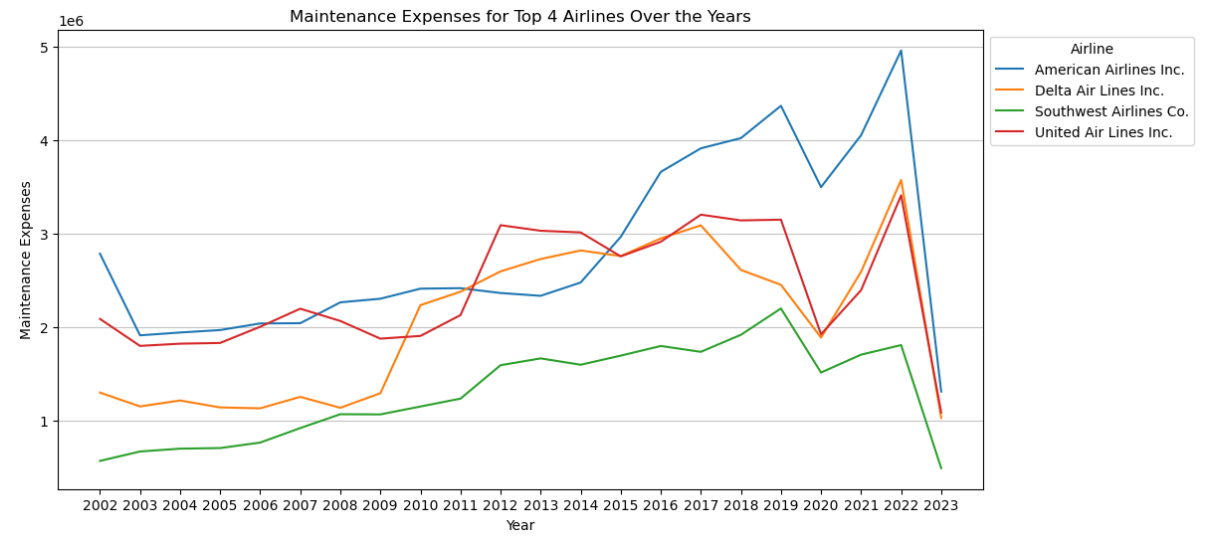 Maintenance Expenses for Top 4 Airlines Over the Years
1e6
5
4
3
2
1
Maintenance Expenses
2002 2003 2004 2005 2006 2007 2008 2009 2010 2011 2012 2013 2014 2015 2016 2017 2018 2019 2020 2021 2022 2023
Year
Airline
American Airlines Inc.
Delta Air Lines Inc.
Southwest Airlines Co.
United Air Lines Inc.